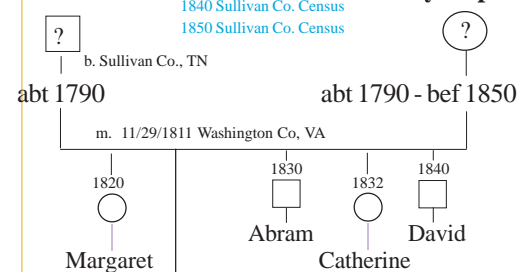 1840 Sullivan Co. Census
1850 Sullivan Co. Census
? ?
b. Sullivan Co., TN
abt 1790 abt 1790 - bef 1850
m. 11/29/1811 Washington Co, VA
1820 1830 1832 1840
Abram David
Margaret Catherine